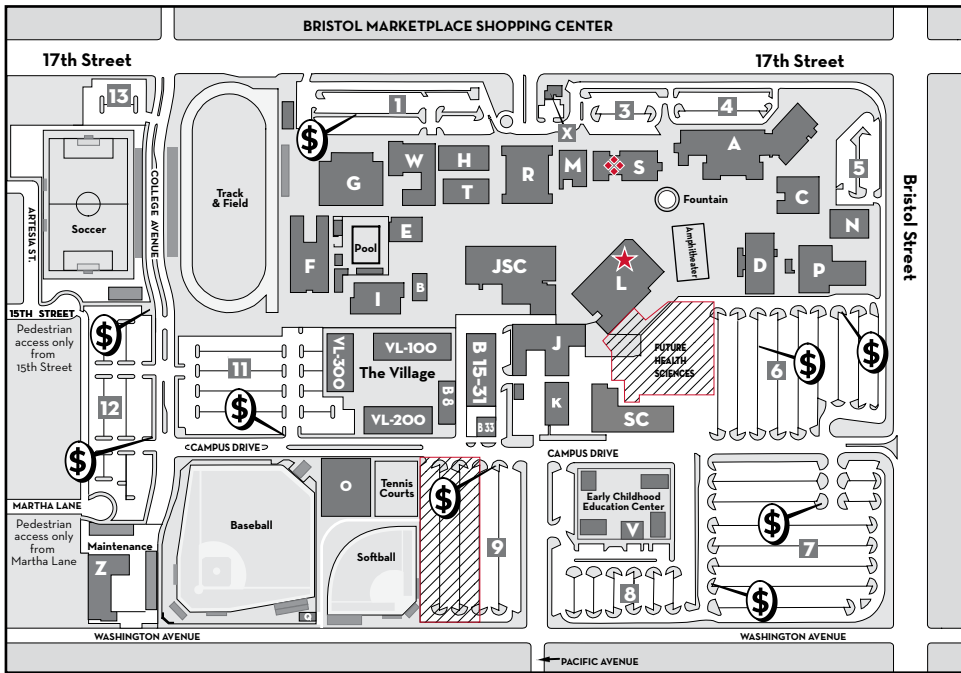 BRISTOL MARKETPLACE SHOPPING CENTER
17th Street
17th Street
13
1
3
4
X
$
A
5
W
H
G
T
R
M
S
C
N
Fountain
Bristol Street
COLLEGE AVENUE
ARTESIA ST.
Soccer
Track
& Field
E
Pool
F
I
B
JSC
L
Amphitheater
D
P
15TH STREET
Pedestrian
access only
from
15th Street
$
11
VL-300
VL-100
The Village
VL-200
B 8
B 15-31
B 33
J
K
SC
FUTURE
HEALTH
SCIENCES
6
$
$
12
$
$
CAMPUS DRIVE
CAMPUS DRIVE
MARTHA LANE
Pedestrian
access only
from
Martha Lane
Maintenance
Z
Baseball
O
Tennis
Courts
Softball
Q
$
9
Early Childhood
Education Center
V
8
$
7
$
WASHINGTON AVENUE
WASHINGTON AVENUE
PACIFIC AVENUE